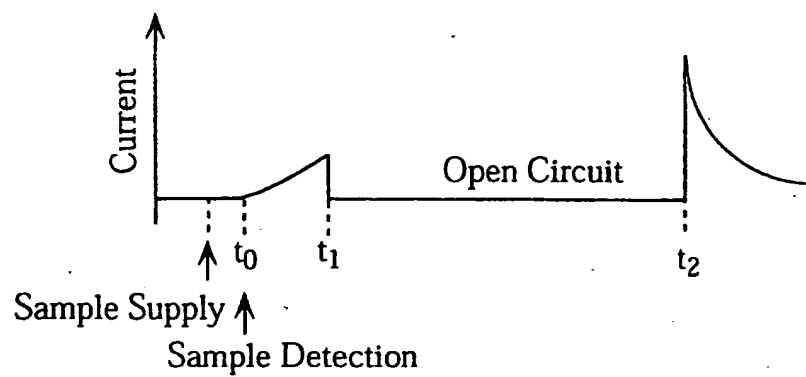 Current
Open Circuit
t0
t1
t2
Sample Supply
Sample Detection